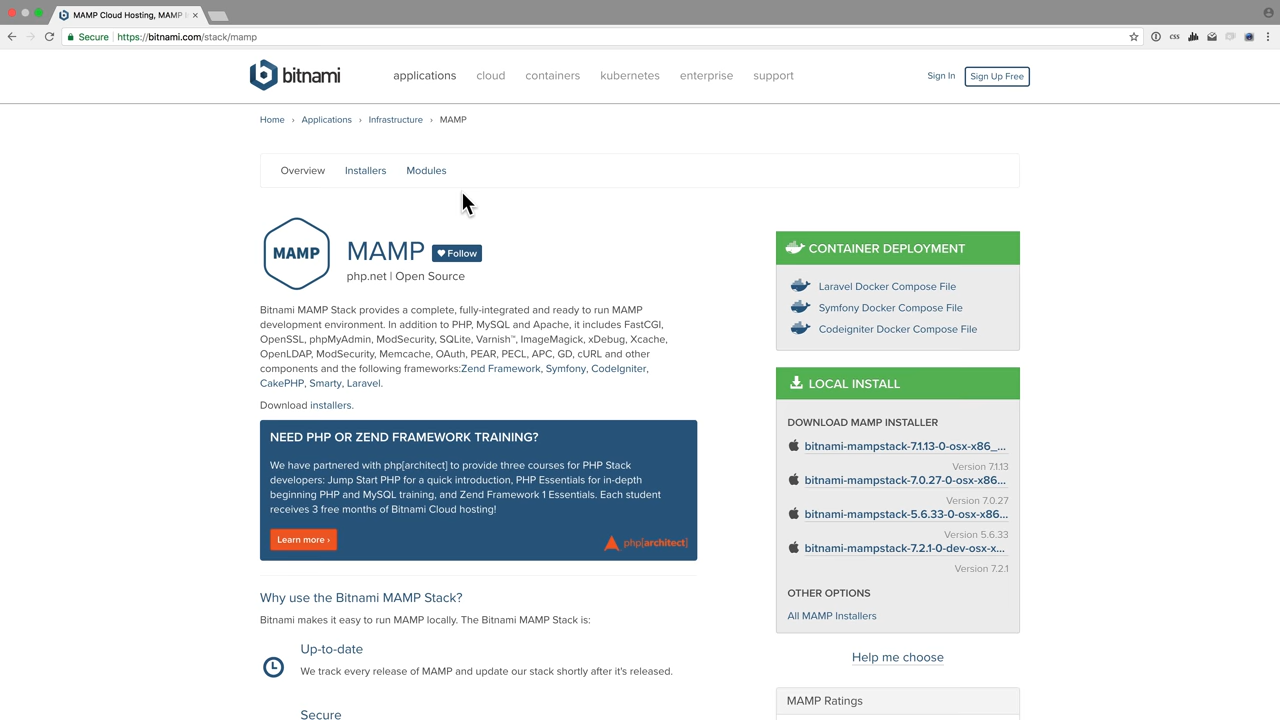 MAMP Cloud Hosting, MAMP
Secure https://bitnami.com/stack/mamp
css
bitnami
applications cloud containers kubernetes enterprise support
Sign In Sign Up Free
Home › Applications › Infrastructure › MAMP
Overview Installers Modules
MAMP
MAMP Follow
php.net | Open Source
Bitnami MAMP Stack provides a complete, fully-integrated and ready to run MAMP
development environment. In addition to PHP, MySQL and Apache, it includes FastCGI,
OpenSSL, phpMyAdmin, ModSecurity, SQLite, Varnish™, ImageMagick, xDebug, Xcache,
OpenLDAP, ModSecurity, Memcache, OAuth, PEAR, PECL, APC, GD, cURL and other
components and the following frameworks:Zend Framework, Symfony, CodeIgniter,
CakePHP, Smarty, Laravel.
Download installers.
NEED PHP OR ZEND FRAMEWORK TRAINING?
We have partnered with php[architect] to provide three courses for PHP Stack
developers: Jump Start PHP for a quick introduction, PHP Essentials for in-depth
beginning PHP and MySQL training, and Zend Framework 1 Essentials. Each student
receives 3 free months of Bitnami Cloud hosting!
Learn more ›
php[architect]
Why use the Bitnami MAMP Stack?
Bitnami makes it easy to run MAMP locally. The Bitnami MAMP Stack is:
Up-to-date
We track every release of MAMP and update our stack shortly after it's released.
Secure
CONTAINER DEPLOYMENT
Laravel Docker Compose File
Symfony Docker Compose File
Codeigniter Docker Compose File
LOCAL INSTALL
DOWNLOAD MAMP INSTALLER
bitnami-mampstack-7.1.13-0-osx-x86_...
Version 7.1.13
bitnami-mampstack-7.0.27-0-osx-x86...
Version 7.0.27
bitnami-mampstack-5.6.33-0-osx-x86...
Version 5.6.33
bitnami-mampstack-7.2.1-0-dev-osx-x...
Version 7.2.1
OTHER OPTIONS
All MAMP Installers
Help me choose
MAMP Ratings